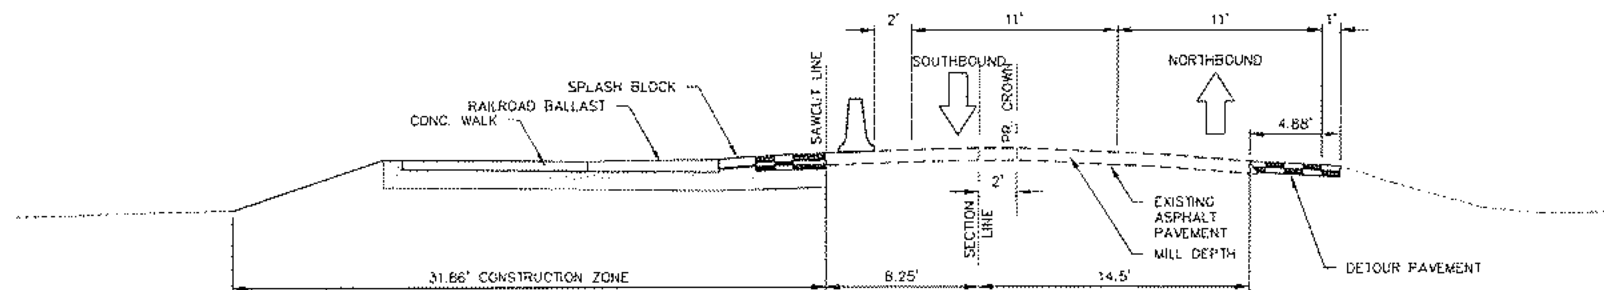 2'
11'
11'
1'
SOUTHBOUND
NORTHBOUND
SAWCUT LINE
PR. CROWN
SPLASH BLOCK
RAILROAD BALLAST
CONC. WALK
4.88'
2'
SECTION
LINE
EXISTING
ASPHALT
PAVEMENT
MILL DEPTH
DETOUR PAVEMENT
31.86' CONSTRUCTION ZONE
8.25'
14.5'